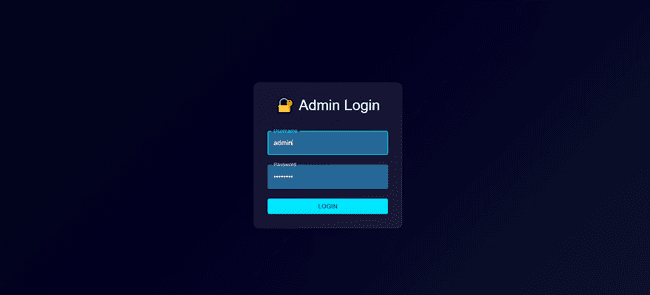 Admin Login
Username
admin
Password
••••••••
LOGIN